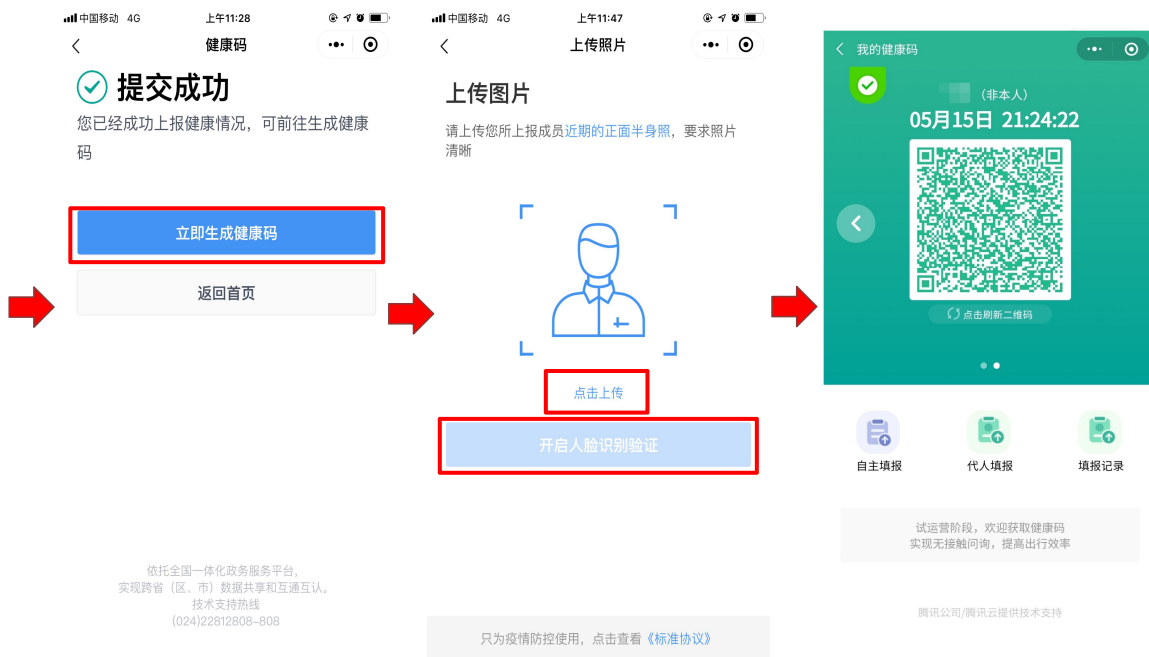 中国移动 4G 上午11:28
健康码
提交成功
您已经成功上报健康情况，可前往生成健康
码
立即生成健康码
返回首页
依托全国一体化政务服务平台，
实现跨省（区、市）数据共享和互通互认。
技术支持热线
(024)22812808-808
中国移动 4G 上午11:47
上传照片
上传图片
请上传您所上报成员近期的正面半身照，要求照片
清晰
点击上传
开启人脸识别验证
只为疫情防控使用，点击查看《标准协议》
我的健康码
（非本人）
05月15日 21:24:22
点击刷新二维码
自主填报
代人填报
填报记录
试运营阶段，欢迎获取健康码
实现无接触问询，提高出行效率
腾讯公司/腾讯云提供技术支持